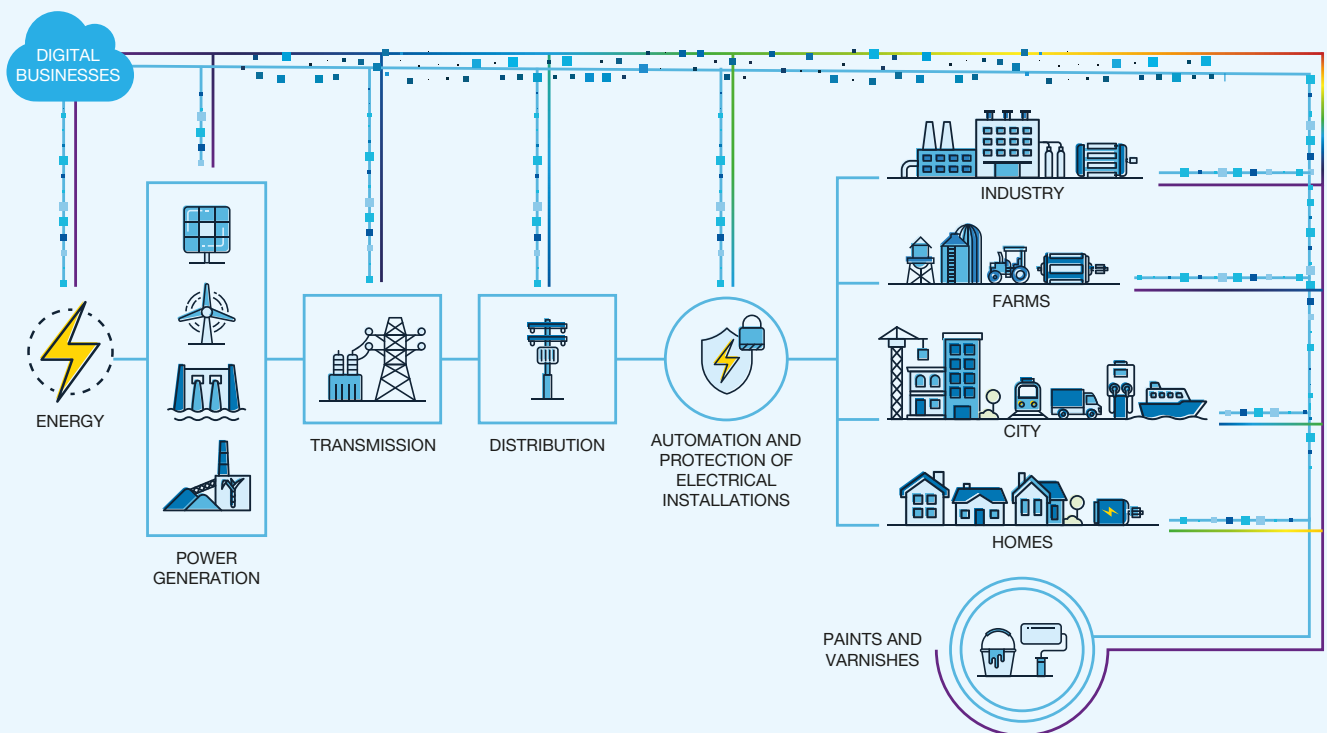 DIGITAL
BUSINESSES
ENERGY
POWER
GENERATION
TRANSMISSION
DISTRIBUTION
AUTOMATION AND
PROTECTION OF
ELECTRICAL
INSTALLATIONS
INDUSTRY
FARMS
CITY
HOMES
PAINTS AND
VARNISHES